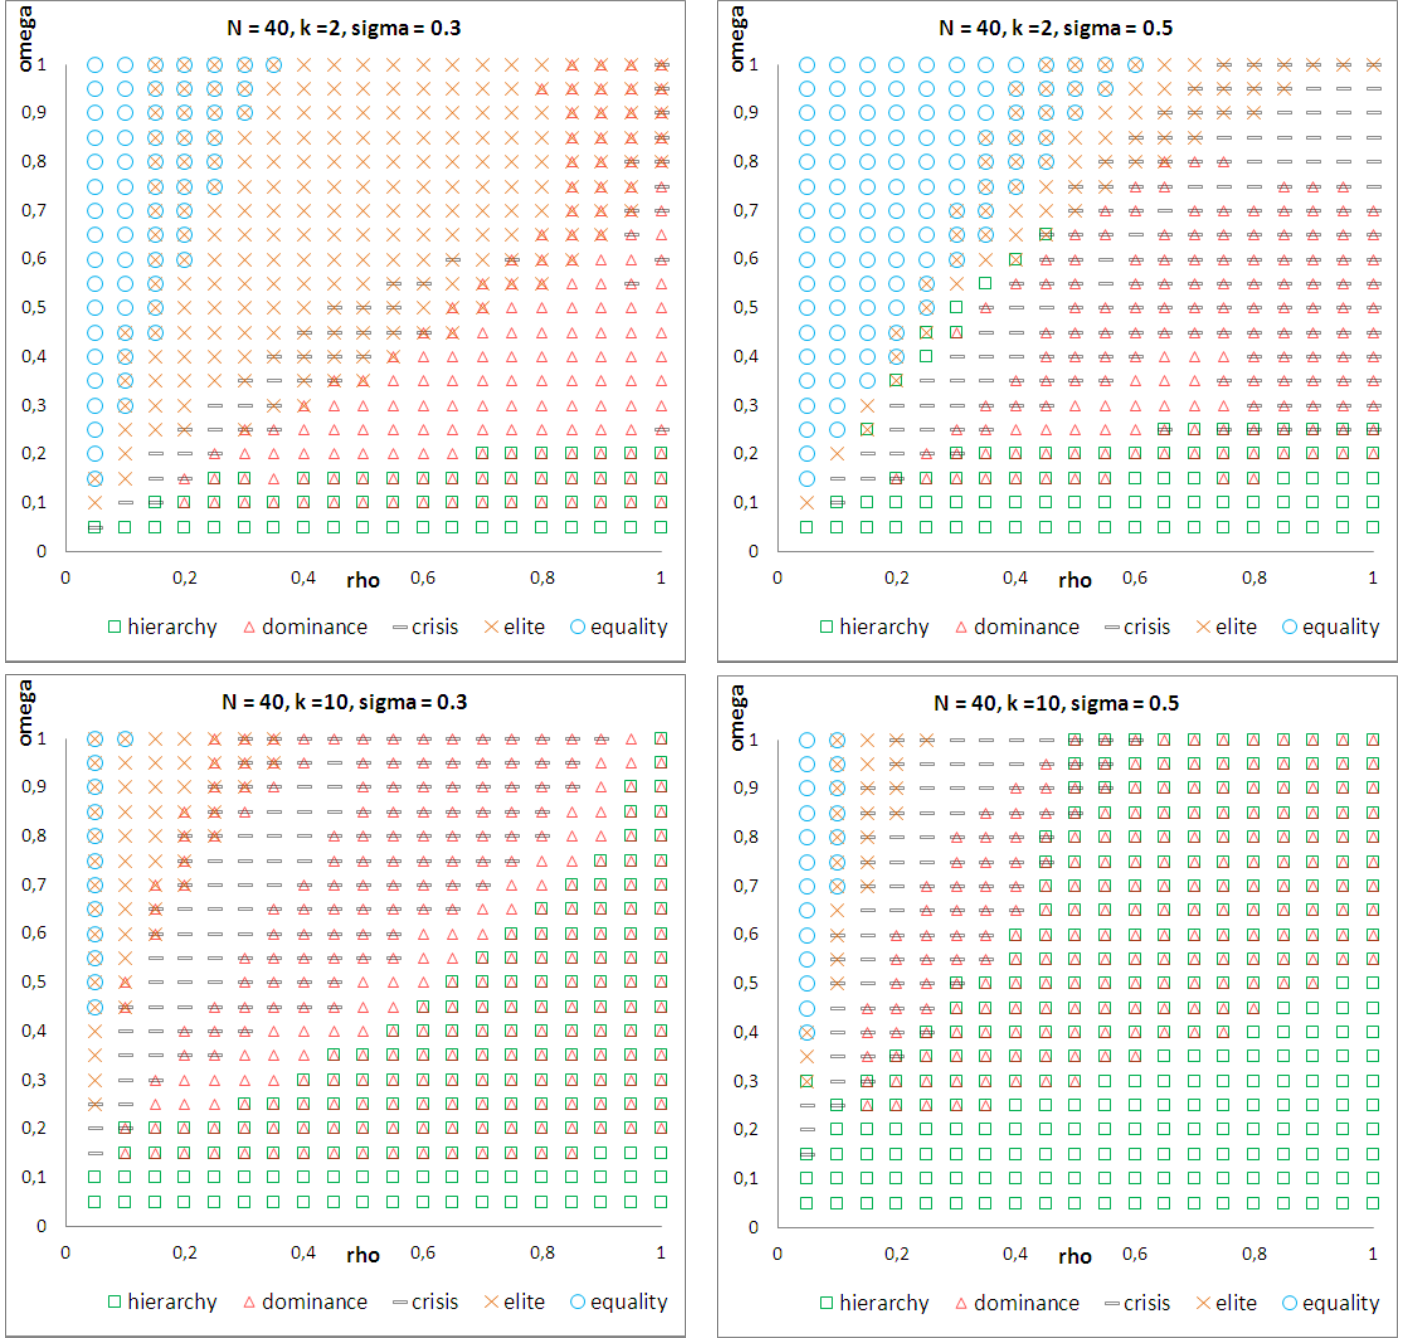 N = 40, k =2, sigma = 0.3
omega
1
0,9
0,8
0,7
0,6
0,5
0,4
0,3
0,2
0,1
0
0 0,2 0,4 0,6 0,8 1
rho
hierarchy dominance crisis elite equality
N = 40, k =2, sigma = 0.5
omega
1
0,9
0,8
0,7
0,6
0,5
0,4
0,3
0,2
0,1
0
0 0,2 0,4 0,6 0,8 1
rho
hierarchy dominance crisis elite equality
N = 40, k =10, sigma = 0.3
omega
1
0,9
0,8
0,7
0,6
0,5
0,4
0,3
0,2
0,1
0
0 0,2 0,4 0,6 0,8 1
rho
hierarchy dominance crisis elite equality
N = 40, k =10, sigma = 0.5
omega
1
0,9
0,8
0,7
0,6
0,5
0,4
0,3
0,2
0,1
0
0 0,2 0,4 0,6 0,8 1
rho
hierarchy dominance crisis elite equality